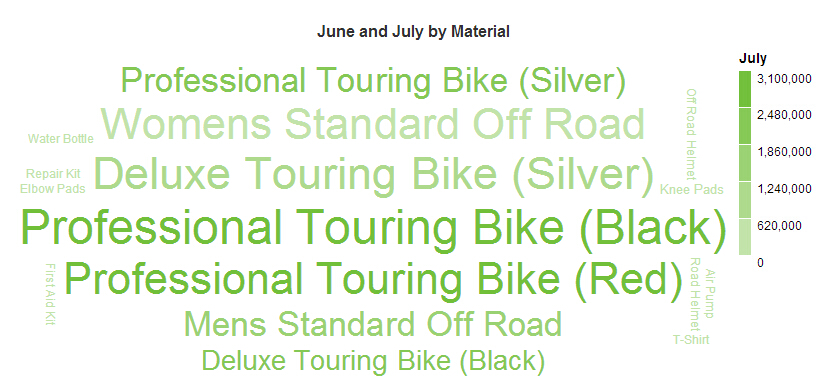 June and July by Material
July
3,100,000
2,480,000
1,860,000
1,240,000
620,000
0
Professional Touring Bike (Silver)
Womens Standard Off Road
Water Bottle
Off Road Helmet
Deluxe Touring Bike (Silver)
Repair Kit
Elbow Pads
Knee Pads
Professional Touring Bike (Black)
Professional Touring Bike (Red)
First Aid Kit
Road Helmet
Air Pump
Mens Standard Off Road
T-Shirt
Deluxe Touring Bike (Black)